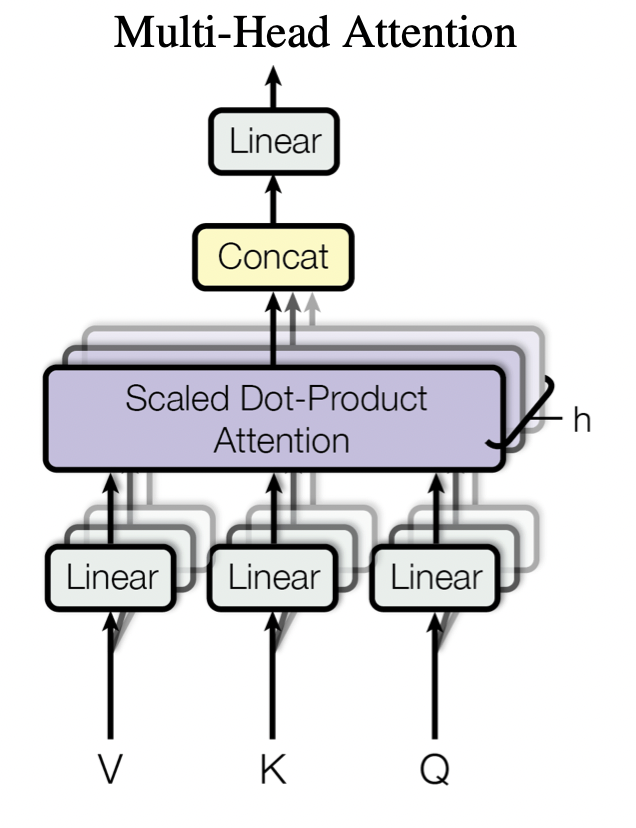 Multi-Head Attention
Linear
Concat
Scaled Dot-Product
Attention
h
Linear Linear Linear
V K Q